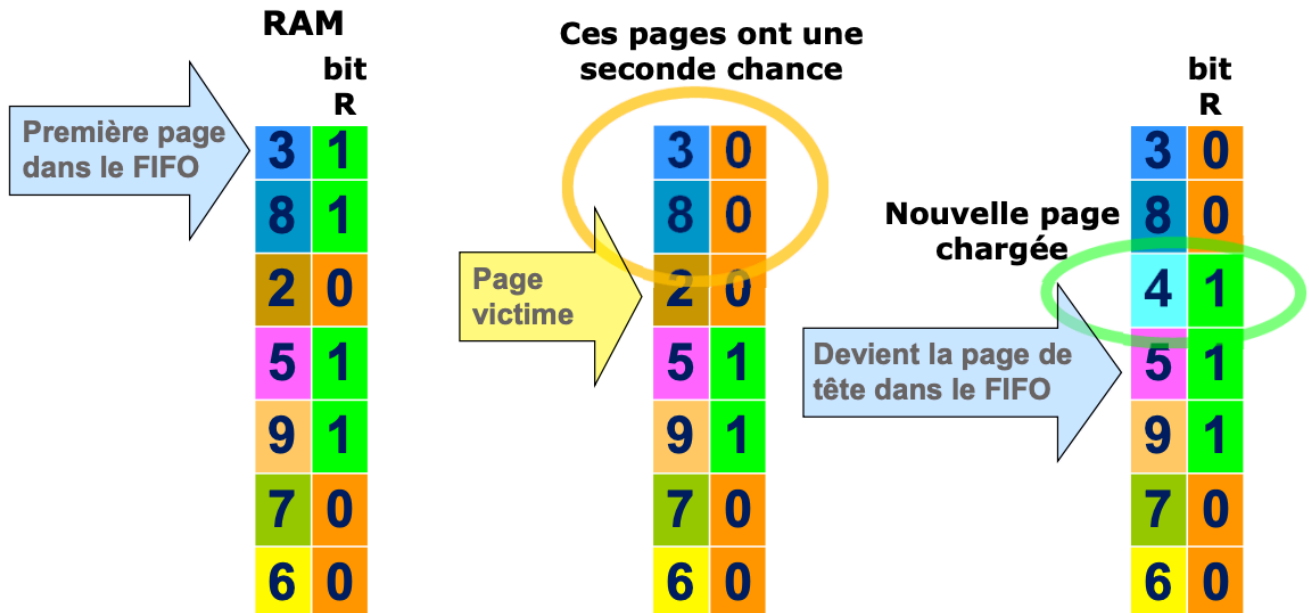 RAM
bit
R
Première page
dans le FIFO
3 1
8 1
2 0
5 1
9 1
7 0
6 0
Ces pages ont une
seconde chance
Page
victime
3 0
8 0
2 0
5 1
9 1
7 0
6 0
bit
R
Nouvelle page
chargée
Devient la page de
tête dans le FIFO
3 0
8 0
4 1
5 1
9 1
7 0
6 0